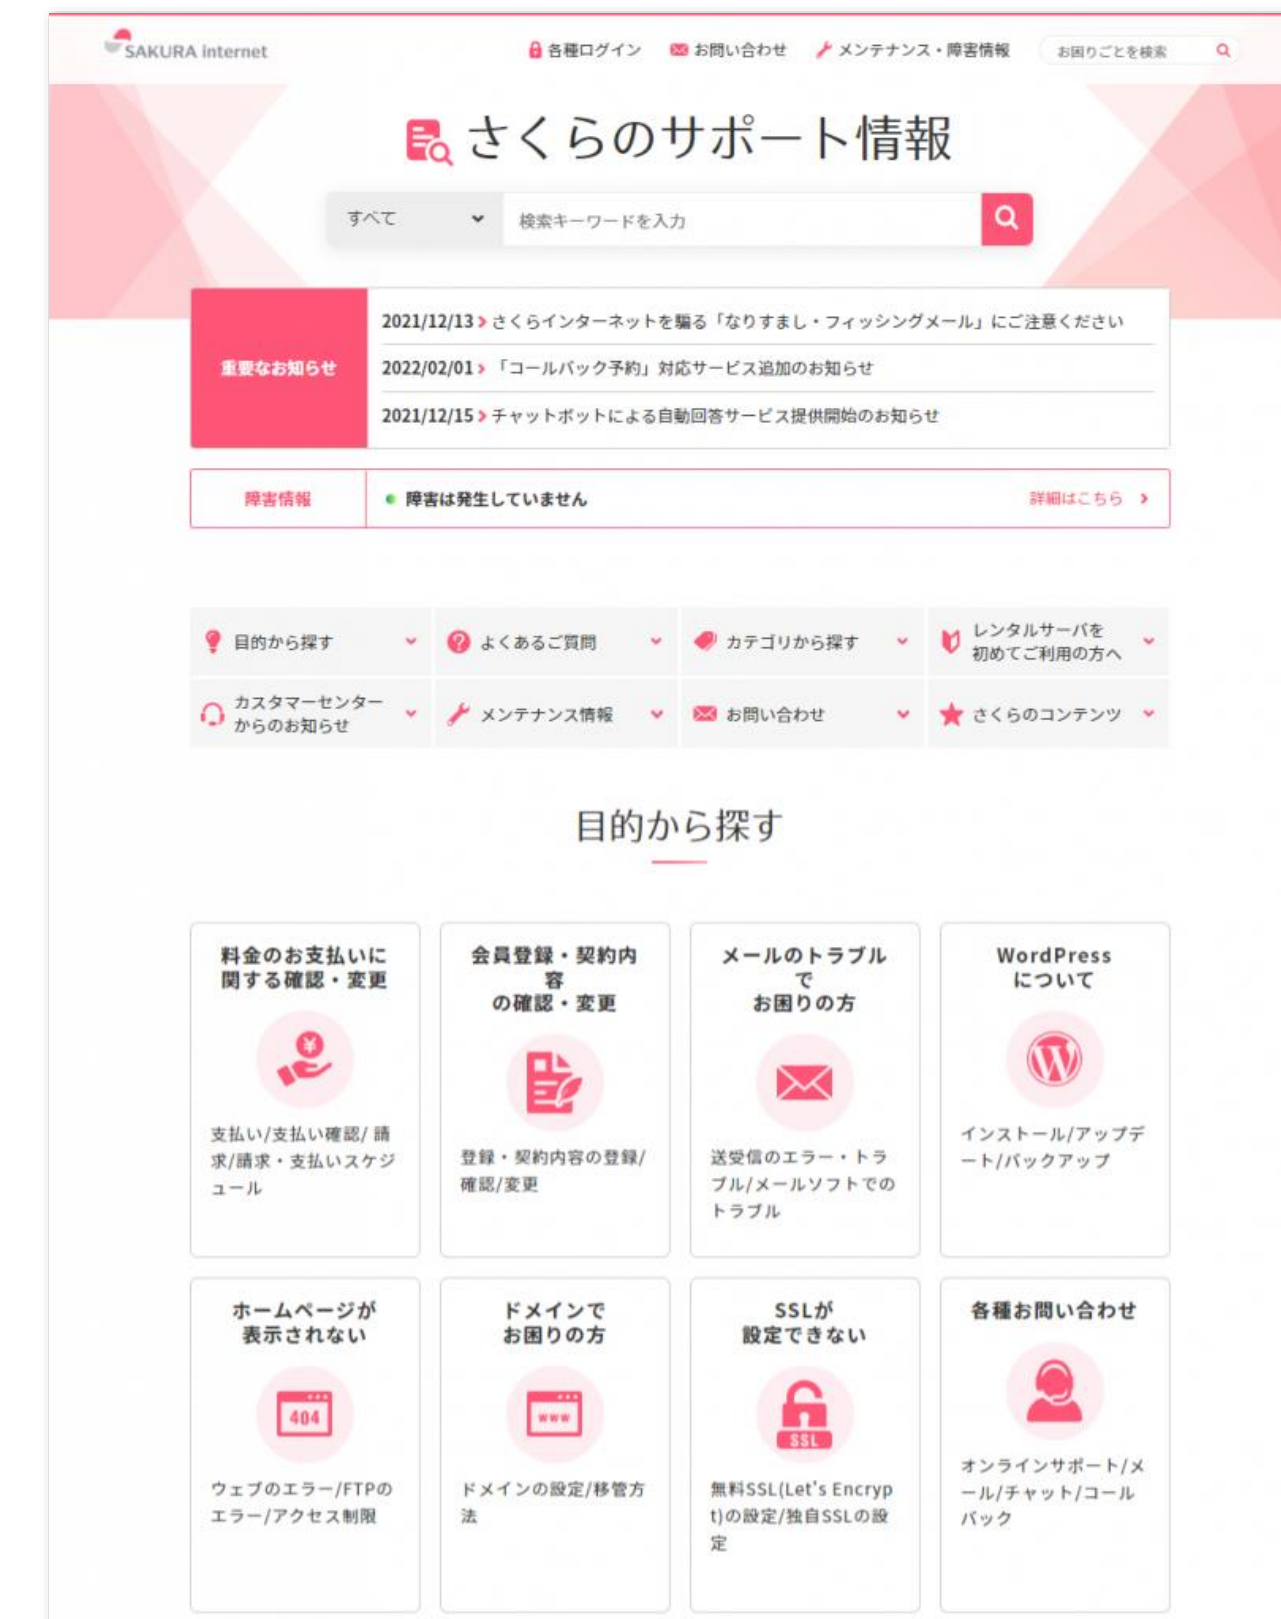 SAKURA internet
各種ログイン お問い合わせ メンテナンス・障害情報 お困りごとを検索
さくらのサポート情報
すべて 検索キーワードを入力
重要なお知らせ
2021/12/13 さくらインターネットを騙る「なりすまし・フィッシングメール」にご注意ください
2022/02/01 「コールバック予約」対応サービス追加のお知らせ
2021/12/15 チャットボットによる自動回答サービス提供開始のお知らせ
障害情報 障害は発生していません 詳細はこちら
目的から探す
よくあるご質問
カテゴリから探す
レンタルサーバを
初めてご利用の方へ
カスタマーセンター
からのお知らせ
メンテナンス情報
お問い合わせ
さくらのコンテンツ
目的から探す
料金のお支払いに
関する確認・変更
支払い/支払い確認/ 請
求/請求・支払いスケジ
ュール
会員登録・契約内
容
の確認・変更
登録・契約内容の登録/
確認/変更
メールのトラブル
で
お困りの方
送受信のエラー・トラ
ブル/メールソフトでの
トラブル
WordPress
について
インストール/アップデ
ート/バックアップ
ホームページが
表示されない
404
ウェブのエラー/FTPの
エラー/アクセス制限
ドメインで
お困りの方
www
ドメインの設定/移管方
法
SSLが
設定できない
SSL
無料SSL(Let's Encryp
t)の設定/独自SSLの設
定
各種お問い合わせ
オンラインサポート/メ
ール/チャット/コール
バック